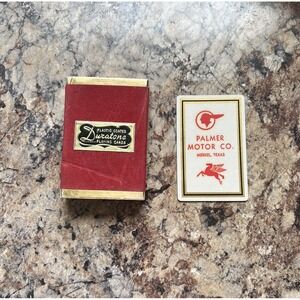 PLASTIC COATED
Duratone
PLAYING CARDS
PALMER
MOTOR CO.
MERKEL, TEXAS